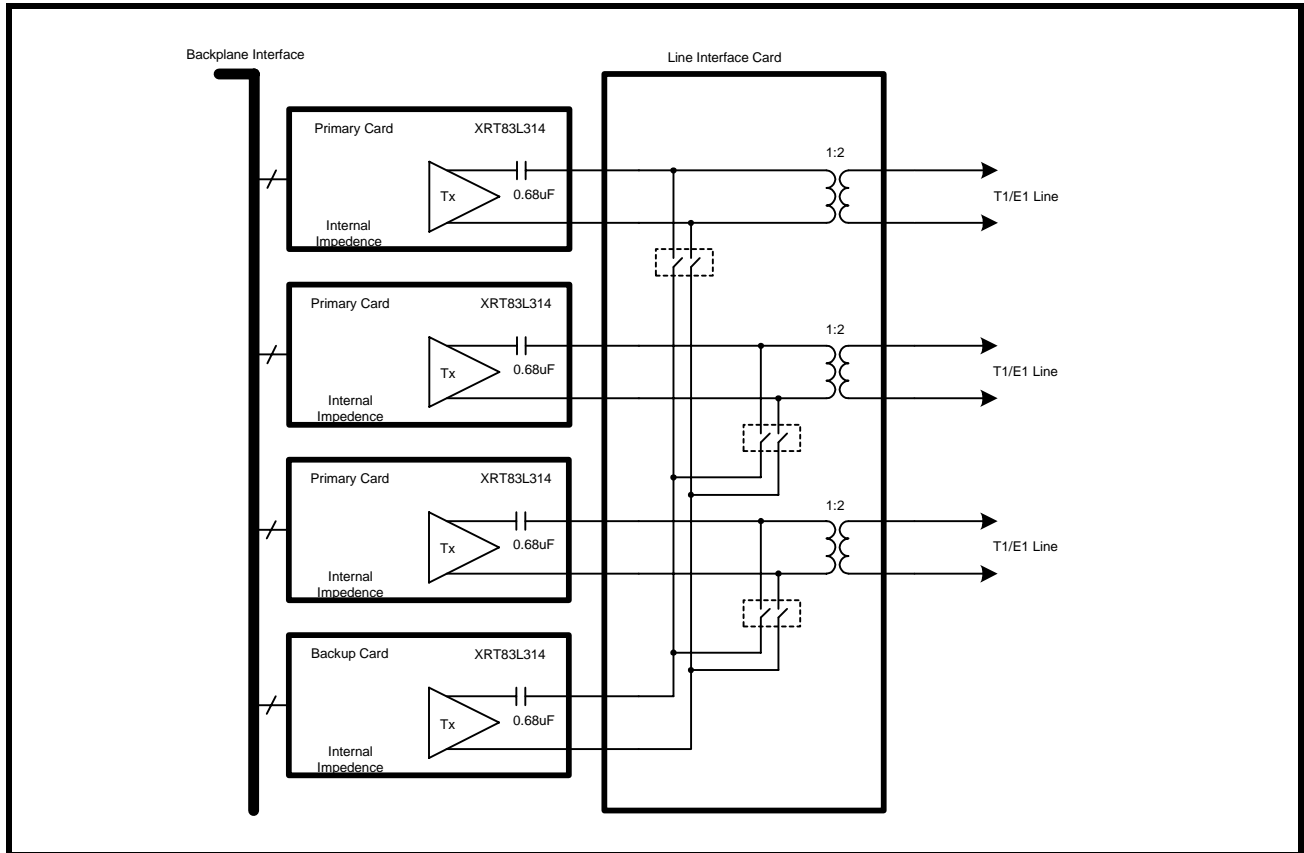 Backplane Interface
Line Interface Card
Primary Card XRT83L314
Tx
0.68uF
Internal
Impedence
1:2
T1/E1 Line
Primary Card XRT83L314
Tx
0.68uF
Internal
Impedence
1:2
T1/E1 Line
Primary Card XRT83L314
Tx
0.68uF
Internal
Impedence
1:2
T1/E1 Line
Backup Card XRT83L314
Tx
0.68uF
Internal
Impedence